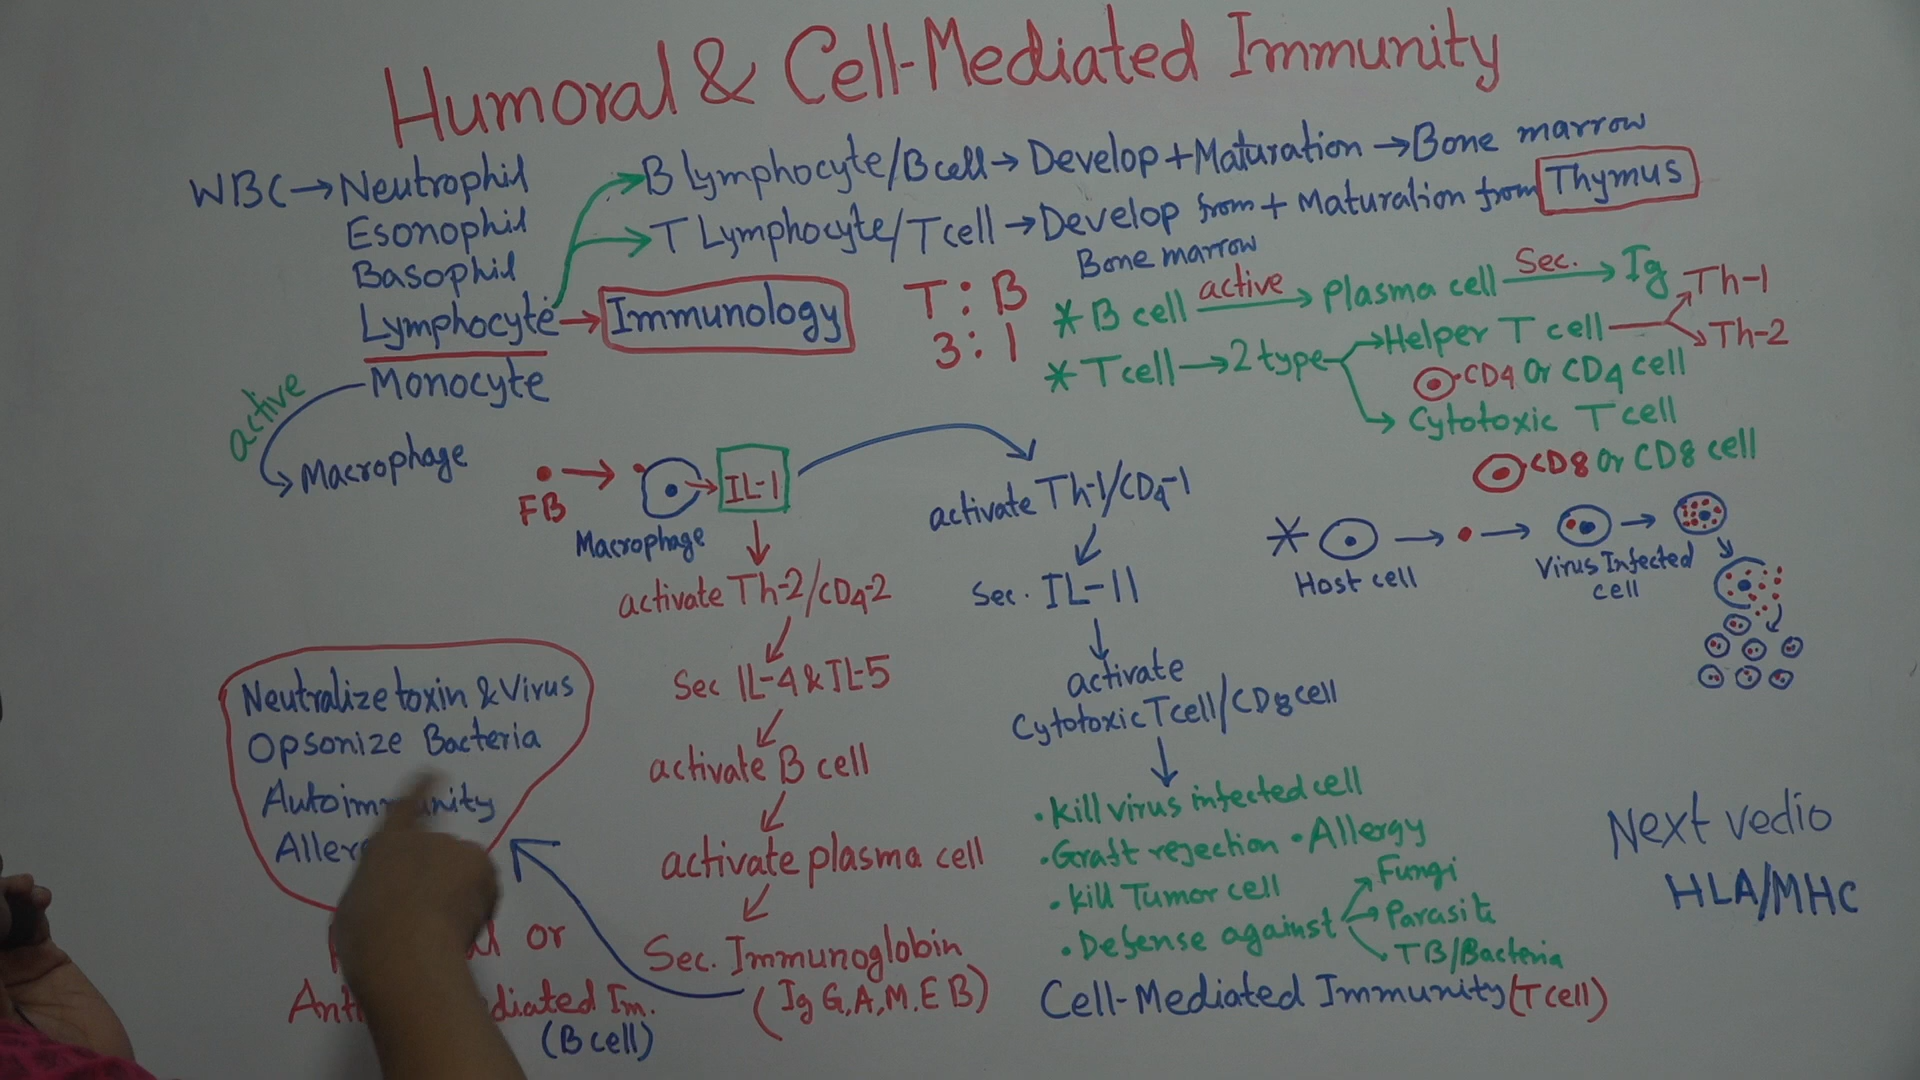 Humoral & Cell-Mediated Immunity
WBC → Neutrophil
Esonophil
Basophil
Lymphocyte → Immunology
Monocyte
active
Macrophage
B Lymphocyte/B cell → Develop + Maturation → Bone marrow
T Lymphocyte/T cell → Develop from + Maturation from Thymus
Bone marrow
T : B
3 : 1
* B cell active → plasma cell Sec. → Ig
* T cell → 2 type → Helper T cell
Th-1
Th-2
CD4 or CD4 cell
Cytotoxic T cell
CD8 or CD8 cell
FB → Macrophage → IL-1
activate Th-2/CD4-2
Sec IL-4 & IL-5
activate B cell
activate plasma cell
Sec. Immunoglobin
(Ig G,A,M,E B)
activate Th-1/CD4-1
Sec. IL-11
activate
Cytotoxic T cell/CD8 cell
• Kill virus infected cell
• Graft rejection • Allergy
• Kill Tumor cell
• Defense against
Fungi
Parasite
TB/Bacteria
Cell-Mediated Immunity (T cell)
* Host cell
Virus Infected
cell
Neutralize toxin & Virus
Opsonize Bacteria
or
Im.
(B cell)
Next vedio
HLA/MHC